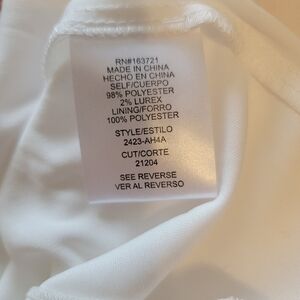 RN#163721
MADE IN CHINA
HECHO EN CHINA
SELF/CUERPO
98% POLYESTER
2% LUREX
LINING/FORRO
100% POLYESTER
STYLE/ESTILO
2423-AH4A
CUT/CORTE
21204
SEE REVERSE
VER AL REVERSO